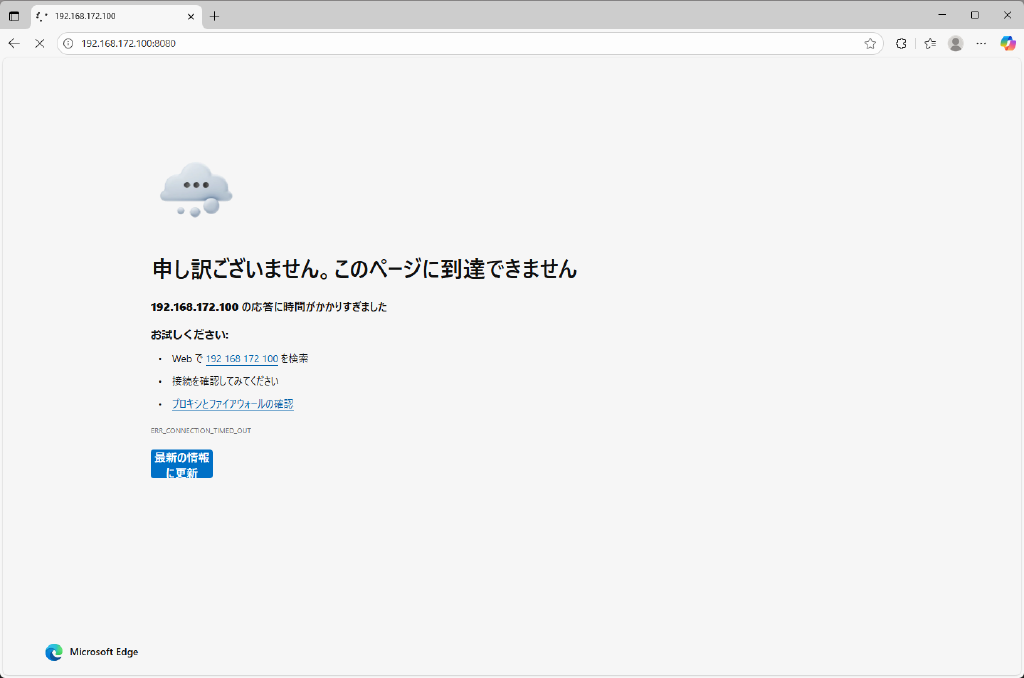 192.168.172.100
192.168.172.100:8080
申し訳ございません。このページに到達できません
192.168.172.100 の応答に時間がかかりすぎました
お試しください:
• Web で 192 168 172 100 を検索
• 接続を確認してみてください
• プロキシとファイアウォールの確認
ERR_CONNECTION_TIMED_OUT
最新の情報
に更新
Microsoft Edge